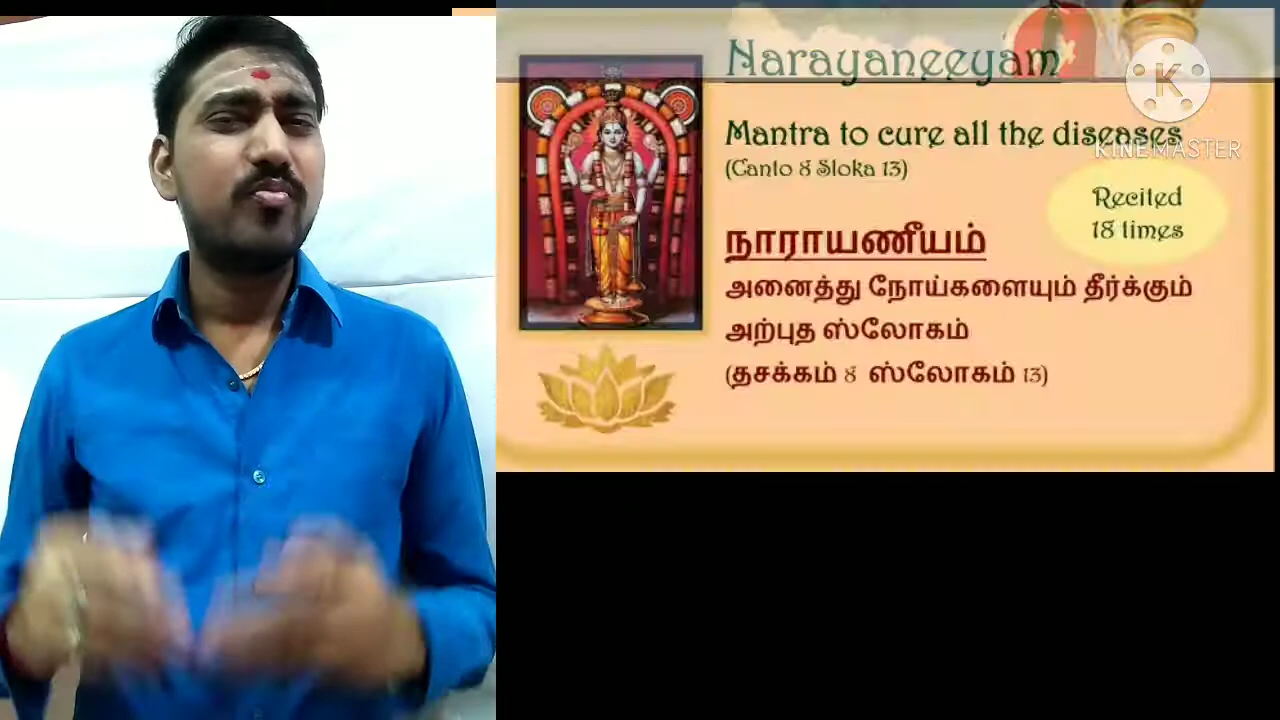 Narayaneeyam
Mantra to cure all the diseases
(Canto 8 Sloka 13)
Recited
18 times
நாராயணீயம்
அனைத்து நோய்களையும் தீர்க்கும்
அற்புத ஸ்லோகம்
(தசக்கம் 8 ஸ்லோகம் 13)
K
KINEMASTER